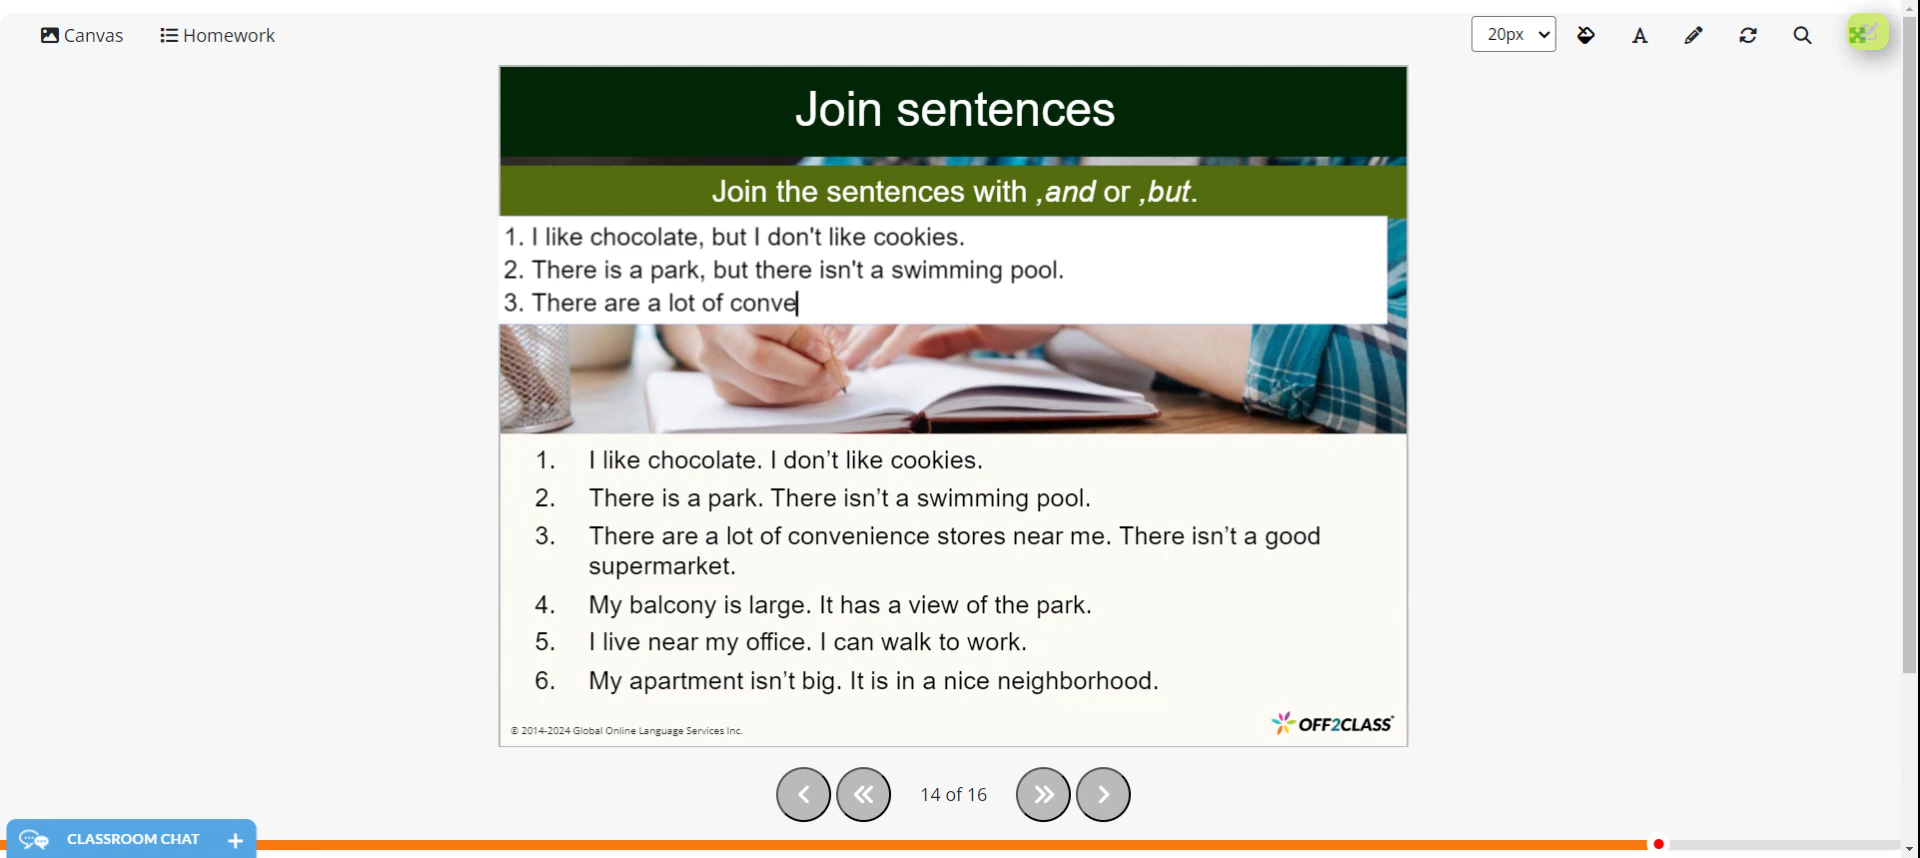 Canvas
Homework
20px
Join sentences
Join the sentences with ,and or ,but.
1. I like chocolate, but I don't like cookies.
2. There is a park, but there isn't a swimming pool.
3. There are a lot of conve
1. I like chocolate. I don’t like cookies.
2. There is a park. There isn’t a swimming pool.
3. There are a lot of convenience stores near me. There isn’t a good
supermarket.
4. My balcony is large. It has a view of the park.
5. I live near my office. I can walk to work.
6. My apartment isn’t big. It is in a nice neighborhood.
© 2014-2024 Global Online Language Services Inc.
OFF2CLASS
14 of 16
CLASSROOM CHAT +